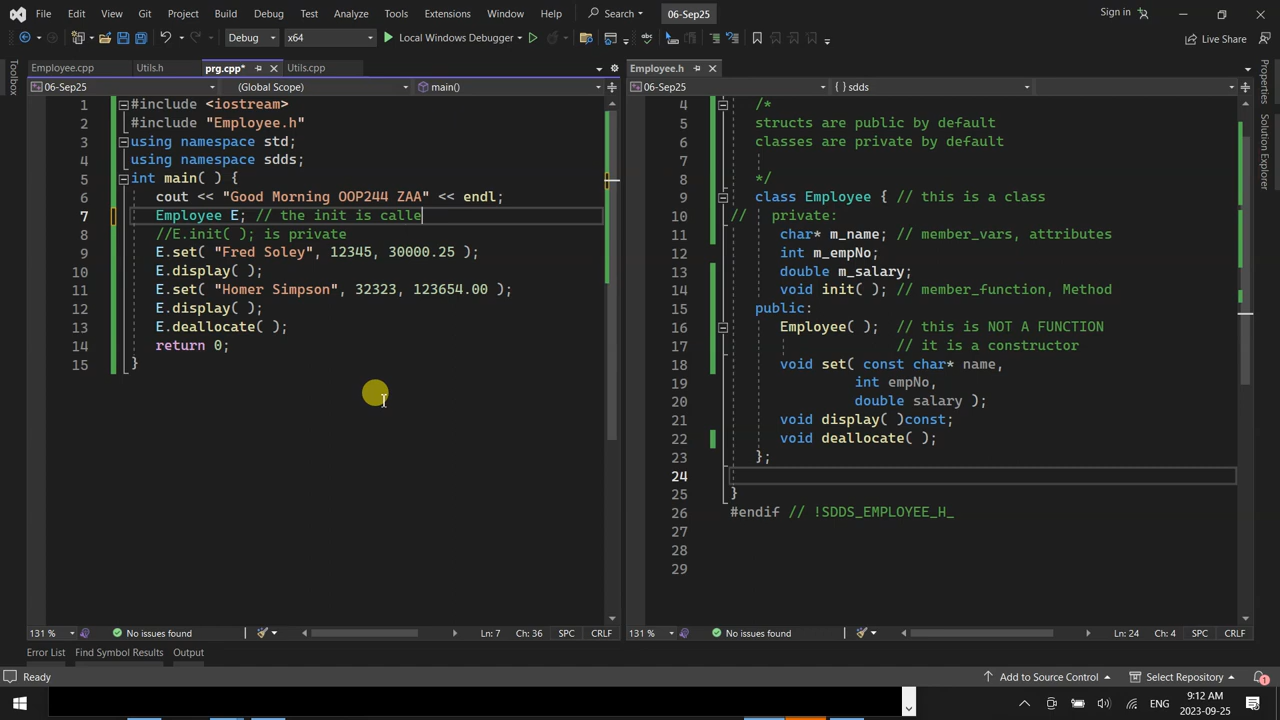 File Edit View Git Project Build Debug Test Analyze Tools Extensions Window Help Search 06-Sep25 Sign in
Debug x64 Local Windows Debugger Live Share
Toolbox
Employee.cpp Utils.h prg.cpp* Utils.cpp
06-Sep25 (Global Scope) main()
1 #include <iostream>
2 #include "Employee.h"
3 using namespace std;
4 using namespace sdds;
5 int main( ) {
6 cout << "Good Morning OOP244 ZAA" << endl;
7 Employee E; // the init is calle
8 //E.init( ); is private
9 E.set( "Fred Soley", 12345, 30000.25 );
10 E.display( );
11 E.set( "Homer Simpson", 32323, 123654.00 );
12 E.display( );
13 E.deallocate( );
14 return 0;
15 }
131 % No issues found Ln: 7 Ch: 36 SPC CRLF
Employee.h
06-Sep25 sdds
4 /*
5 structs are public by default
6 classes are private by default
7
8 */
9 class Employee { // this is a class
10 // private:
11 char* m_name; // member_vars, attributes
12 int m_empNo;
13 double m_salary;
14 void init( ); // member_function, Method
15 public:
16 Employee( ); // this is NOT A FUNCTION
17 // it is a constructor
18 void set( const char* name,
19 int empNo,
20 double salary );
21 void display( )const;
22 void deallocate( );
23 };
24
25 }
26 #endif // !SDDS_EMPLOYEE_H_
27
28
29
131 % No issues found Ln: 24 Ch: 4 SPC CRLF
Properties
Solution Explorer
Error List Find Symbol Results Output
Ready Add to Source Control Select Repository 1
ENG 9:12 AM
2023-09-25